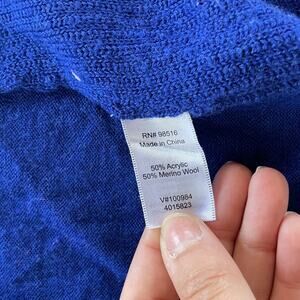 RN# 98516
Made in China
50% Acrylic
50% Merino Wool
V#100984
4015823